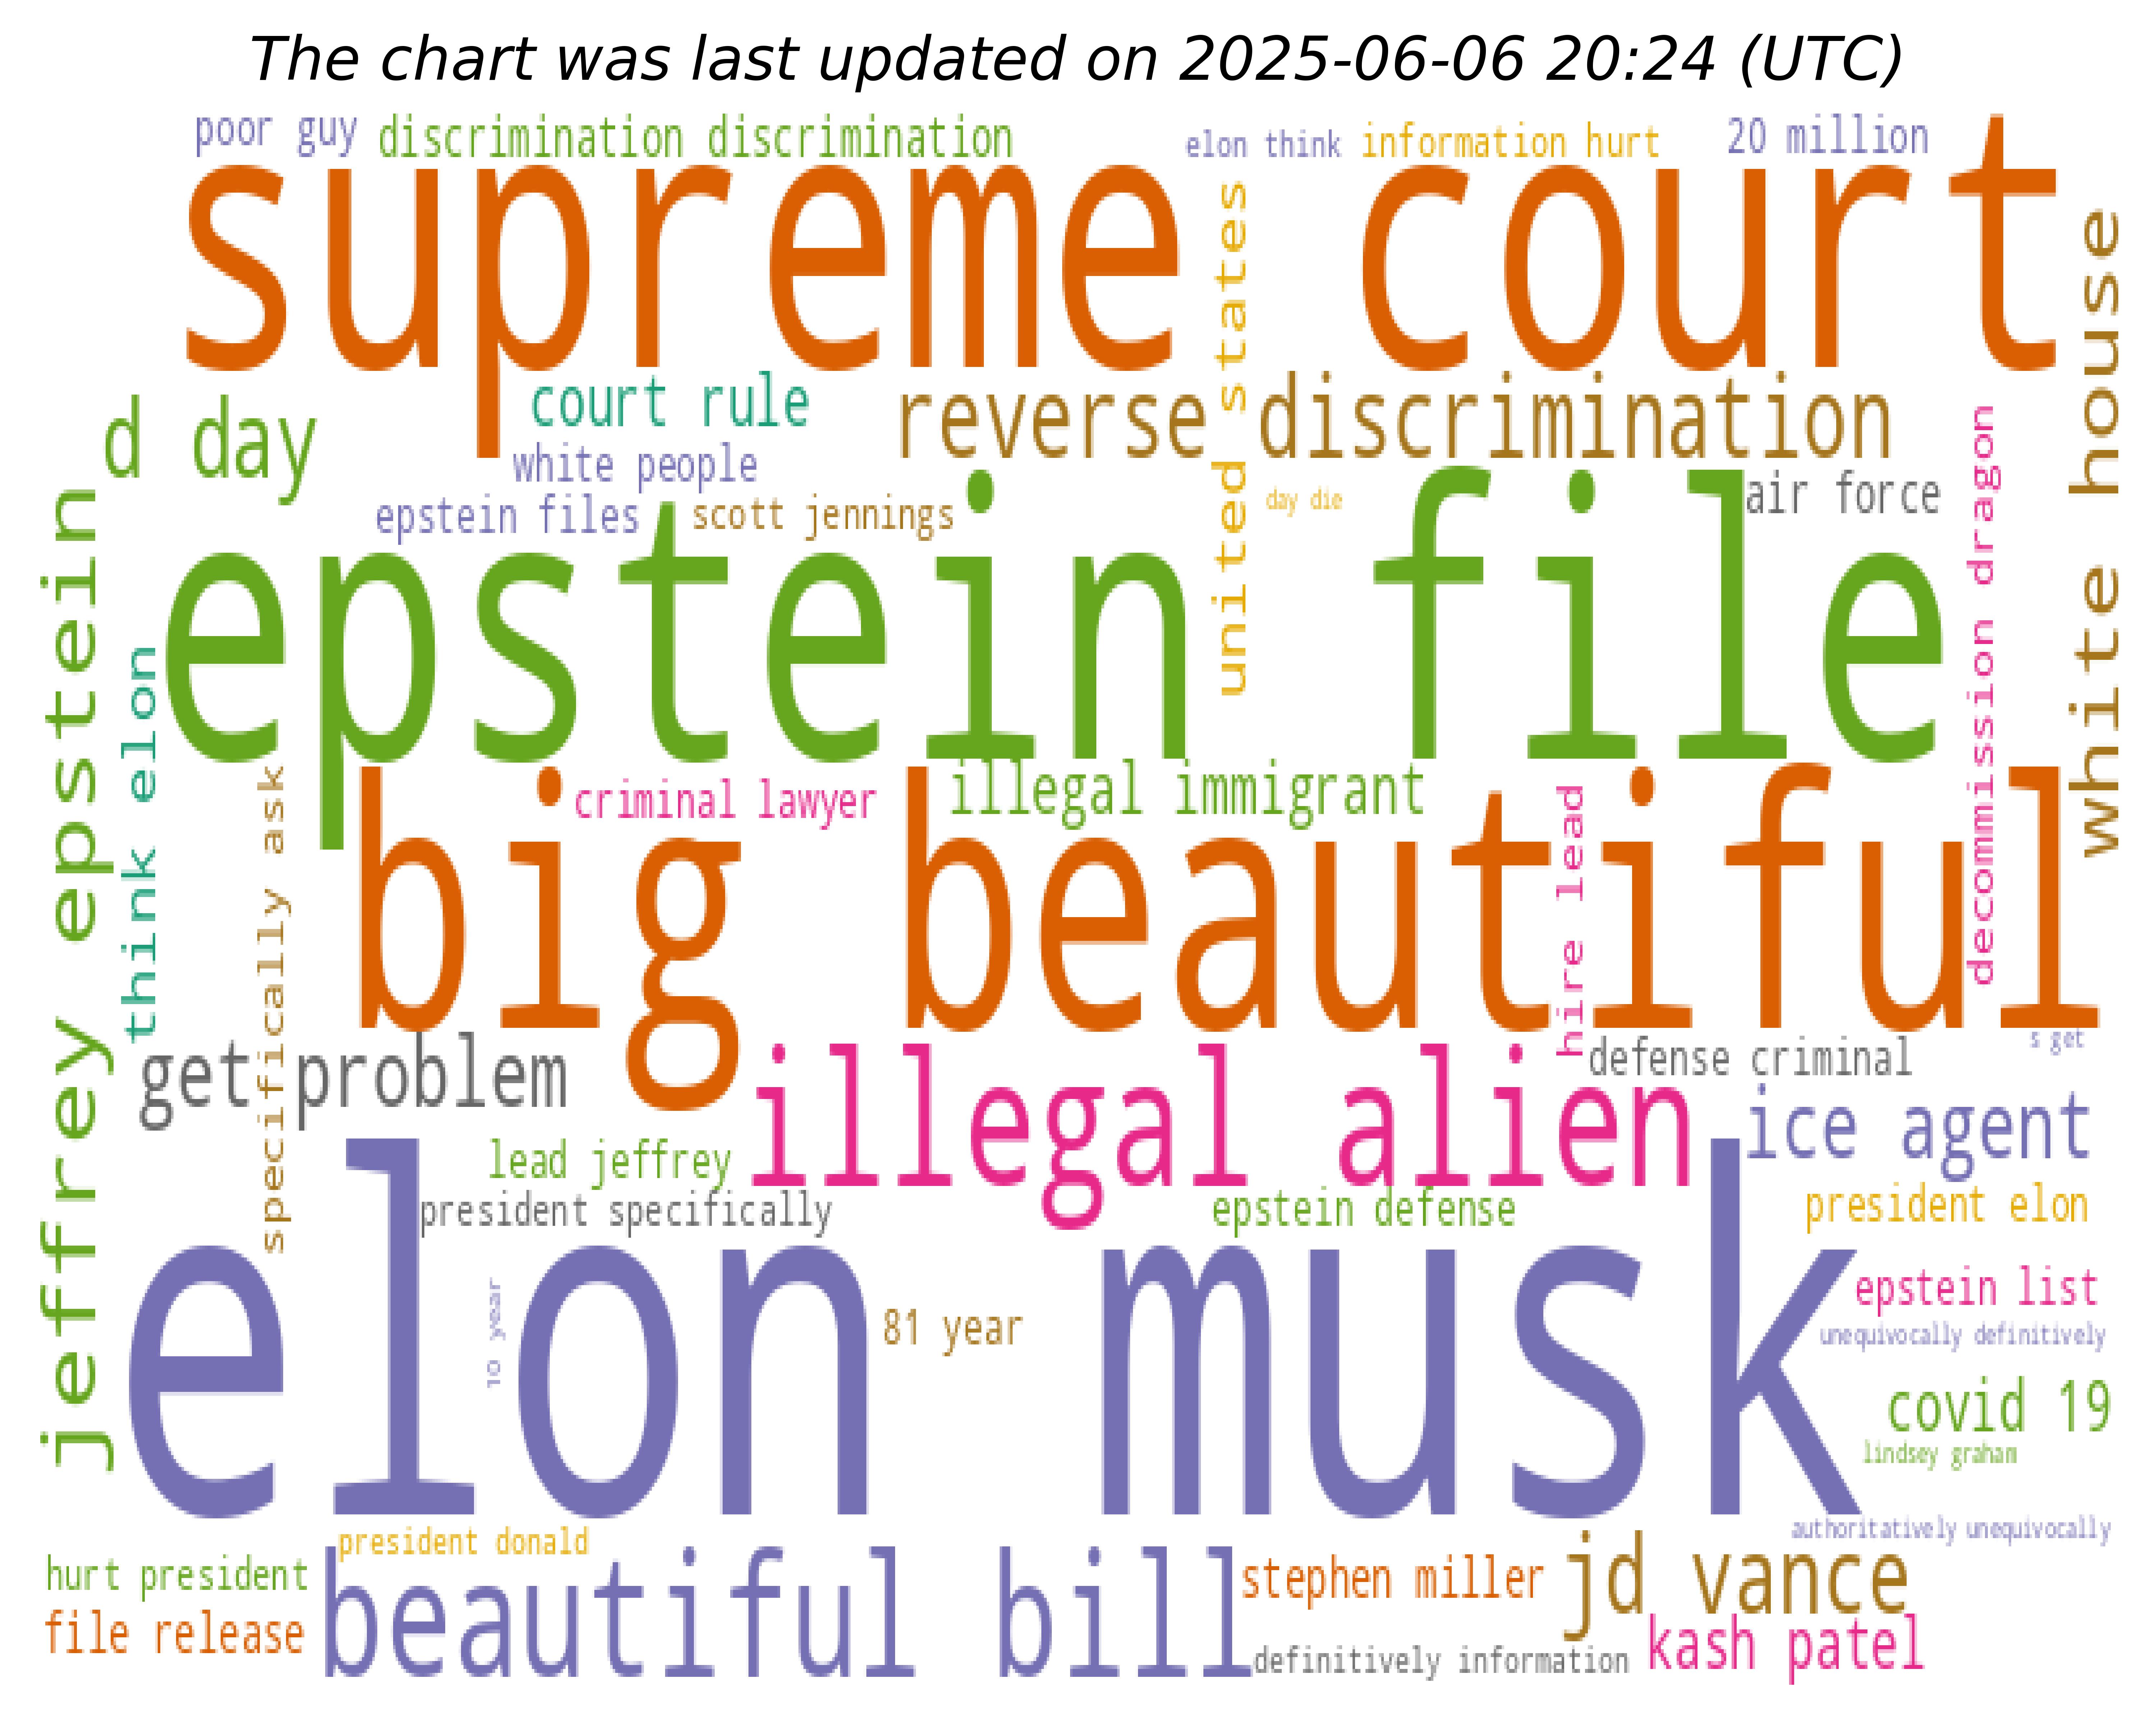 The chart was last updated on 2025-06-06 20:24 (UTC)
poor guy
discrimination discrimination
elon think
information hurt
20 million
supreme court
united states
white house
d day
court rule
reverse discrimination
white people
epstein files
scott jennings
day die
air force
decommission dragon
jeffrey epstein
think elon
epstein file
specifically ask
criminal lawyer
illegal immigrant
hire lead
big beautiful
get problem
defense criminal
s get
illegal alien
ice agent
lead jeffrey
president specifically
epstein defense
president elon
elon musk
10 year
81 year
epstein list
unequivocally definitively
covid 19
lindsey graham
authoritatively unequivocally
president donald
hurt president
beautiful bill
stephen miller
jd vance
file release
definitively information
kash patel